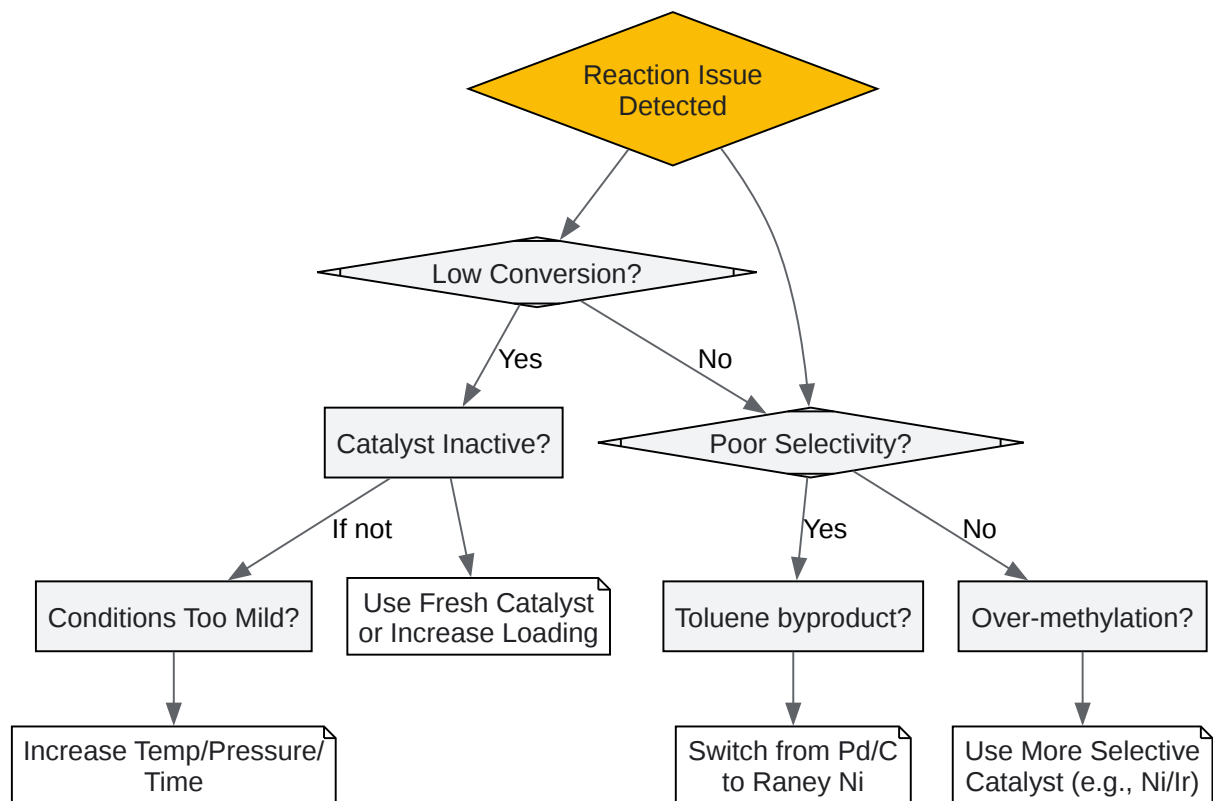 Reaction Issue
Detected
Low Conversion?
Yes
No
Catalyst Inactive?
Poor Selectivity?
If not
Yes
No
Conditions Too Mild?
Use Fresh Catalyst
or Increase Loading
Toluene byproduct?
Over-methylation?
Increase Temp/Pressure/
Time
Switch from Pd/C
to Raney Ni
Use More Selective
Catalyst (e.g., Ni/Ir)